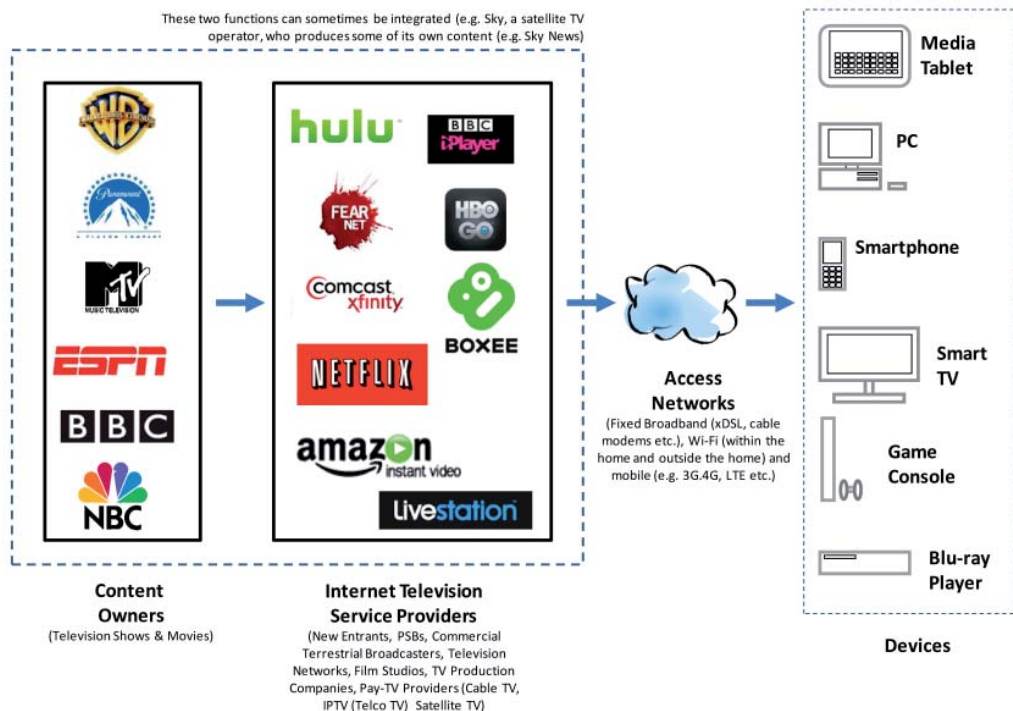 These two functions can sometimes be integrated (e.g. Sky, a satellite TV
operator, who produces some of its own content (e.g. Sky News)
WB
Paramount
A VIACOM COMPANY
MTV
MUSIC TELEVISION
ESPN
BBC
NBC
Content
Owners
(Television Shows & Movies)
hulu
BBC
iPlayer
FEAR
NET
HBO
GO
comcast
xfinity
BOXEE
NETFLIX
amazon
instant video
Livestation
Internet Television
Service Providers
(New Entrants, PSBs, Commercial
Terrestrial Broadcasters, Television
Networks, Film Studios, TV Production
Companies, Pay-TV Providers (Cable TV,
IPTV (Telco TV) Satellite TV)
Access
Networks
(Fixed Broadband (xDSL, cable
modems etc.), Wi-Fi (within the
home and outside the home) and
mobile (e.g. 3G.4G, LTE etc.)
Media
Tablet
PC
Smartphone
Smart
TV
Game
Console
Blu-ray
Player
Devices